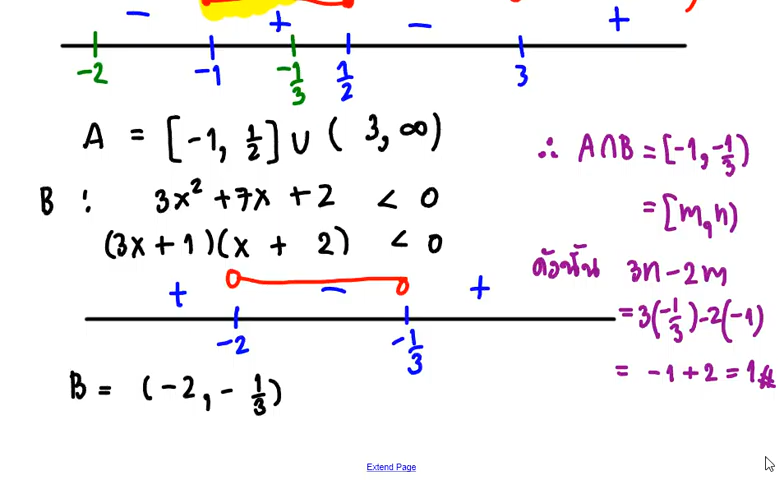 − + − +
-2 -1 -1/3 1/2 3
A = [-1, 1/2] ∪ (3, ∞)
B : 3x² + 7x + 2 < 0
(3x + 1)(x + 2) < 0
+ − +
-2 -1/3
B = (-2, -1/3)
∴ A∩B = [-1, -1/3)
= [m, n)
ดังนั้น 3n - 2m
= 3(-1/3) - 2(-1)
= -1 + 2 = 1 #
Extend Page